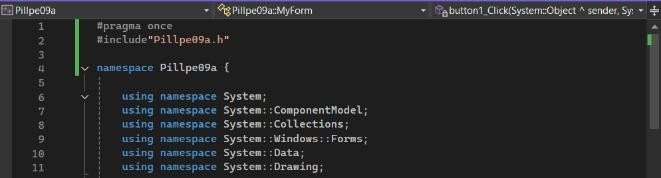 Pillpe09a
Pillpe09a::MyForm
button1_Click(System::Object ^ sender, Sy
1 #pragma once
2 #include"Pillpe09a.h"
3
4 namespace Pillpe09a {
5
6 using namespace System;
7 using namespace System::ComponentModel;
8 using namespace System::Collections;
9 using namespace System::Windows::Forms;
10 using namespace System::Data;
11 using namespace System::Drawing;